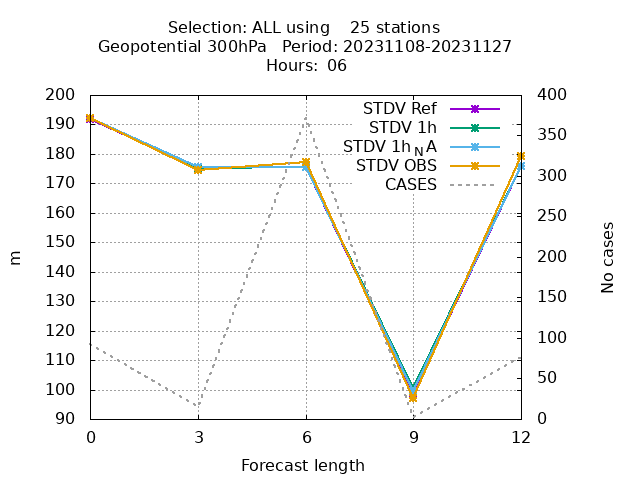 Selection: ALL using 25 stations
Geopotential 300hPa Period: 20231108-20231127
Hours: 06
200
190
180
170
160
150
140
130
120
110
100
90
400
350
300
250
200
150
100
50
0
STDV Ref
STDV 1h
STDV 1h_N A
STDV OBS
CASES
m
No cases
0 3 6 9 12
Forecast length